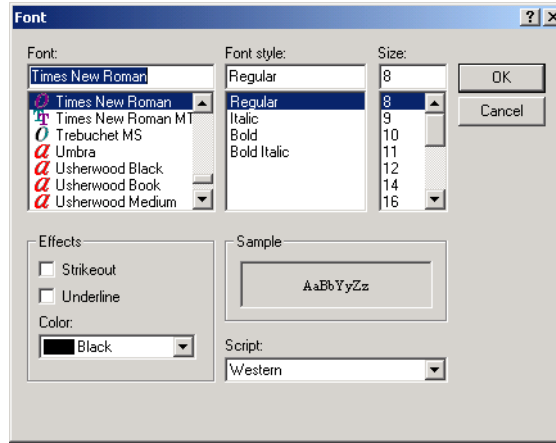 Font
Font:
Times New Roman
Times New Roman
Times New Roman MT
Trebuchet MS
Umbra
Usherwood Black
Usherwood Book
Usherwood Medium
Font style:
Regular
Regular
Italic
Bold
Bold Italic
Size:
8
8
9
10
11
12
14
16
OK
Cancel
Effects
Strikeout
Underline
Color:
Black
Sample
AaBbYyZz
Script:
Western